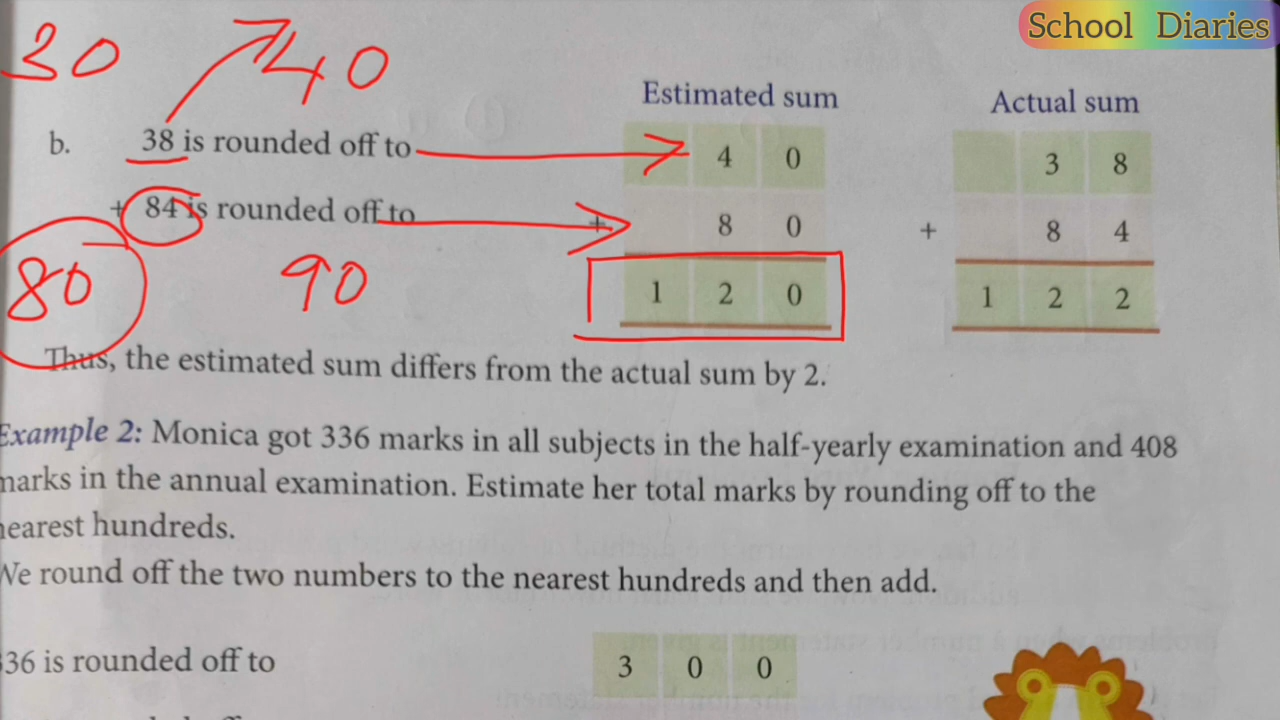 School Diaries
30 40
Estimated sum Actual sum
b. 38 is rounded off to 4 0 3 8
+ 84 is rounded off to + 8 0 + 8 4
80 90 1 2 0 1 2 2
Thus, the estimated sum differs from the actual sum by 2.
Example 2: Monica got 336 marks in all subjects in the half-yearly examination and 408
marks in the annual examination. Estimate her total marks by rounding off to the
nearest hundreds.
We round off the two numbers to the nearest hundreds and then add.
336 is rounded off to 3 0 0